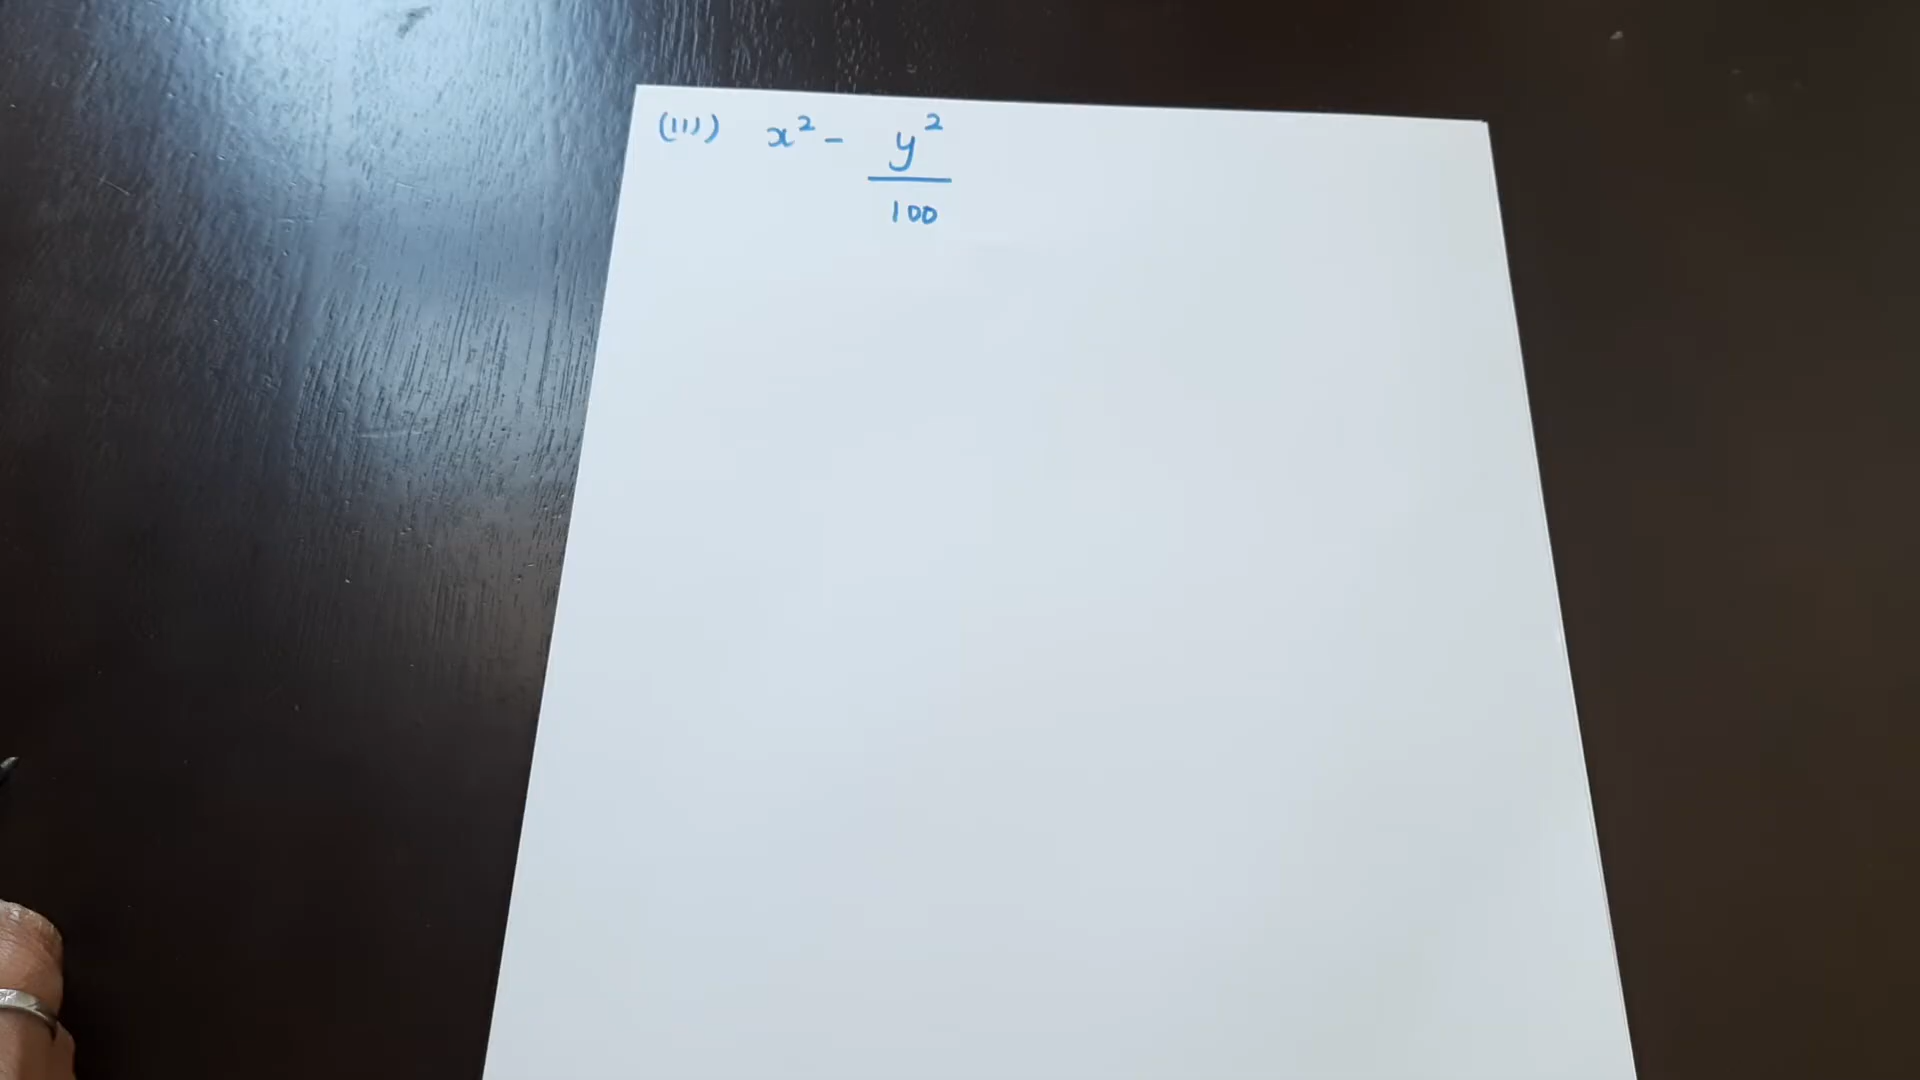 (iii) x² - y²/100